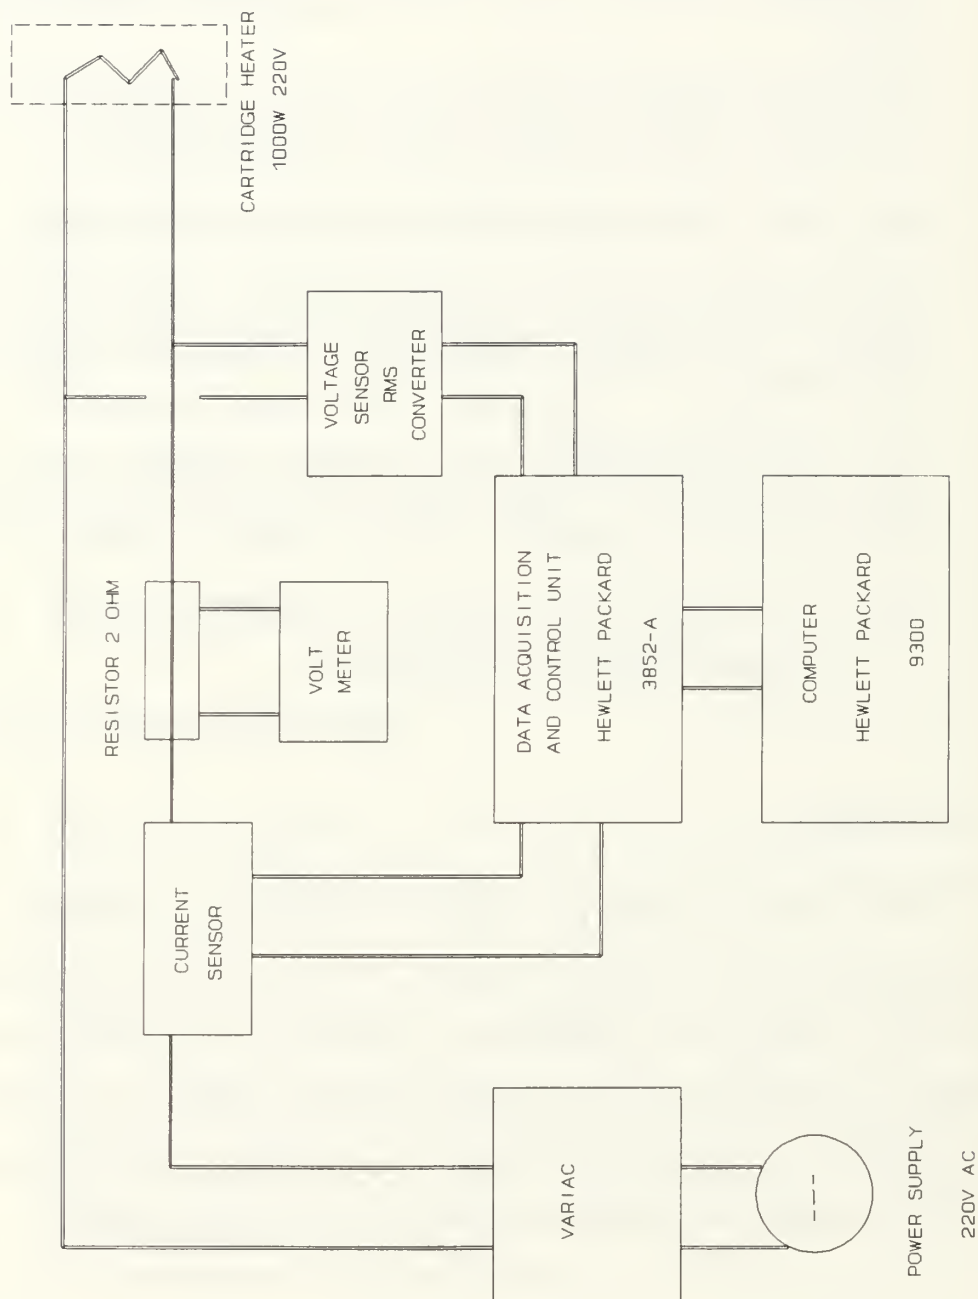 CARTRIDGE HEATER
1000W 220V
VOLTAGE
SENSOR
RMS
CONVERTER
RESISTOR 2 OHM
VOLT
METER
DATA ACQUISITION
AND CONTROL UNIT
HEWLETT PACKARD
3852-A
COMPUTER
HEWLETT PACKARD
9300
CURRENT
SENSOR
VARIAC
POWER SUPPLY
220V AC